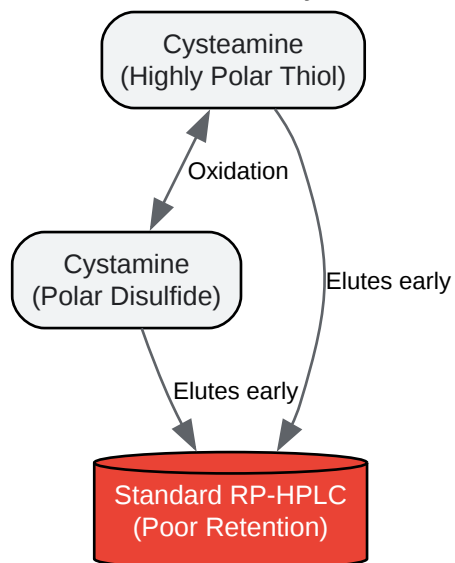 Cysteamine
(Highly Polar Thiol)
Oxidation
Cystamine
(Polar Disulfide)
Elutes early
Elutes early
Standard RP-HPLC
(Poor Retention)